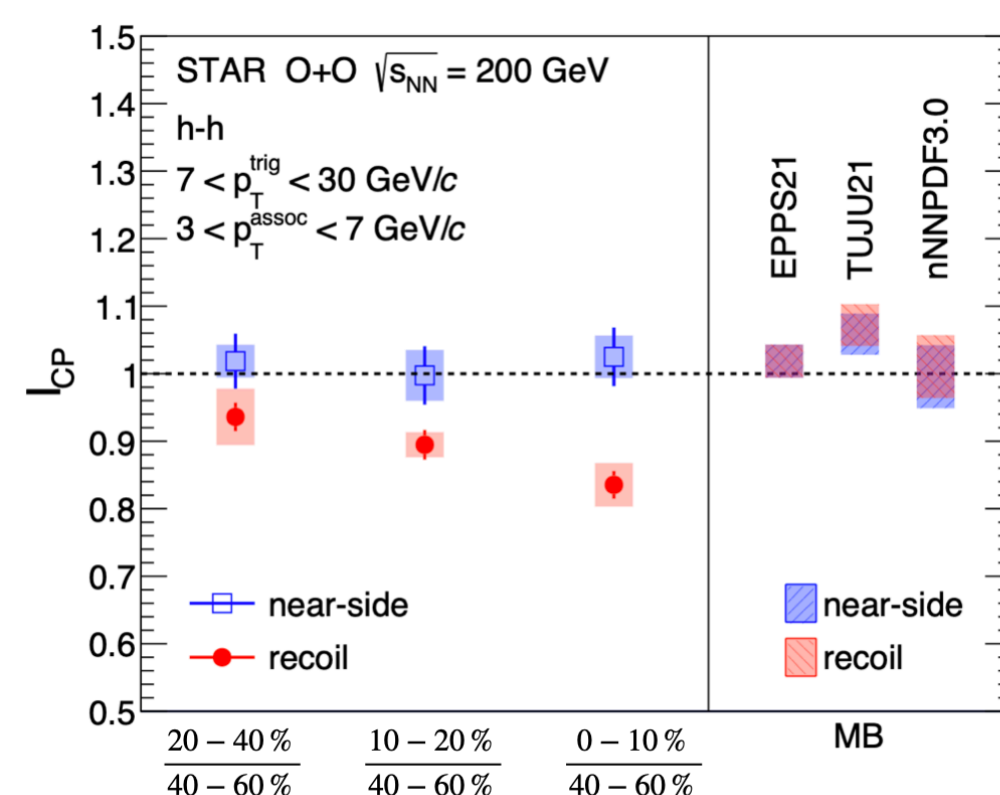 1.5
1.4
1.3
1.2
1.1
1
0.9
0.8
0.7
0.6
0.5
I_CP
STAR O+O √s_NN = 200 GeV
h-h
7 < p_T^trig < 30 GeV/c
3 < p_T^assoc < 7 GeV/c
EPPS21
TUJU21
nNNPDF3.0
near-side
recoil
near-side
recoil
20 – 40 %
40 – 60 %
10 – 20 %
40 – 60 %
0 – 10 %
40 – 60 %
MB